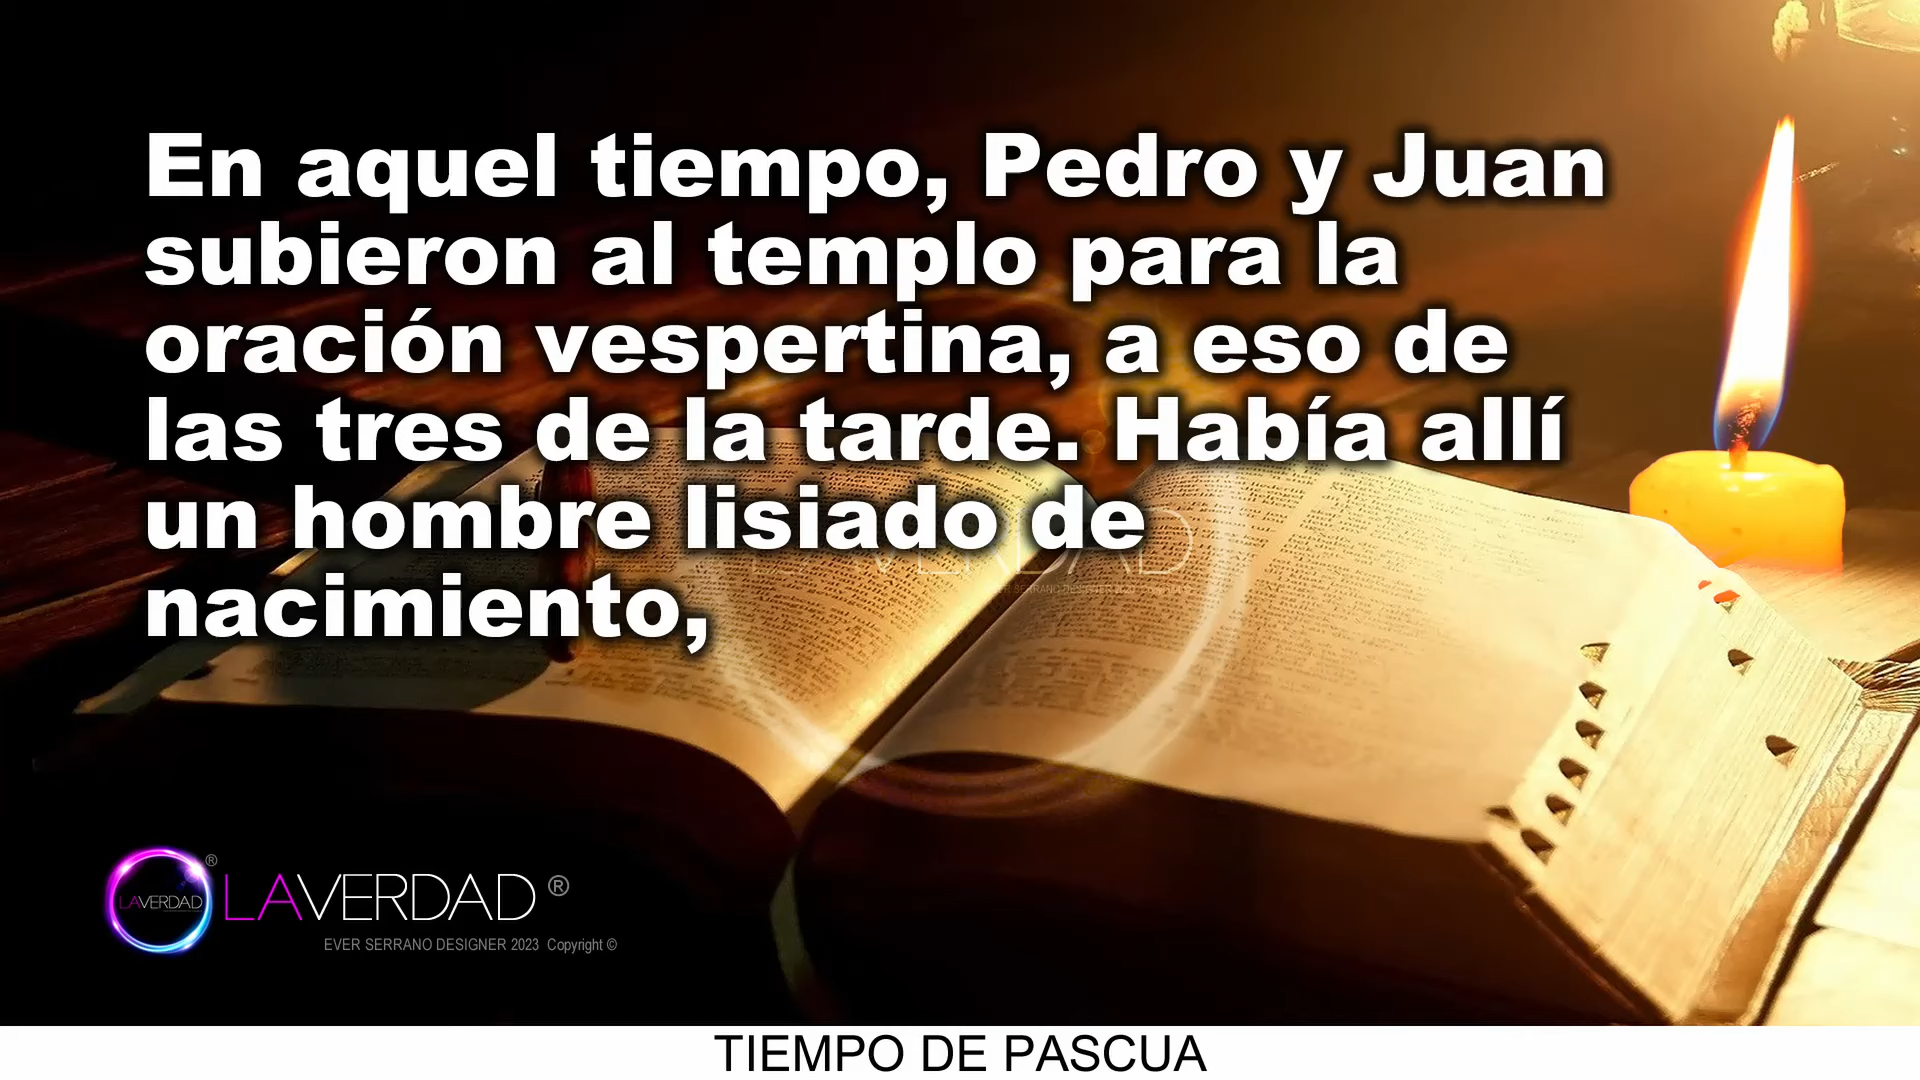 En aquel tiempo, Pedro y Juan
subieron al templo para la
oración vespertina, a eso de
las tres de la tarde. Había allí
un hombre lisiado de
nacimiento,
LAVERDAD ®
LAVERDAD ®
EVER SERRANO DESIGNER 2023 Copyright ©
TIEMPO DE PASCUA